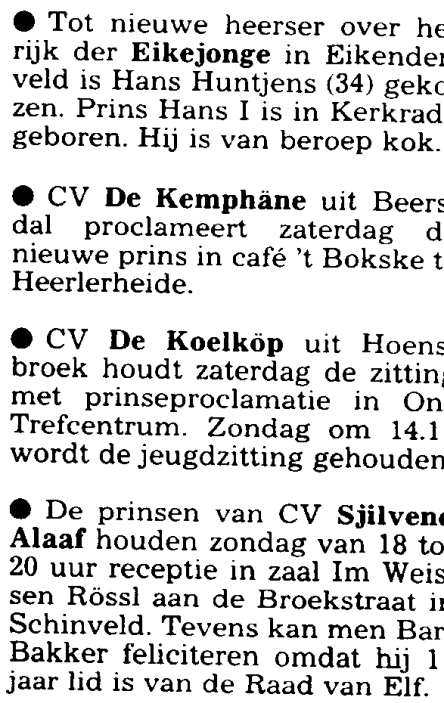 ● Tot nieuwe heerser over he
rijk der Eikejonge in Eikender
veld is Hans Huntjens (34) geko
zen. Prins Hans I is in Kerkrad
geboren. Hij is van beroep kok.
● CV De Kemphäne uit Beers
dal proclameert zaterdag d
nieuwe prins in café 't Bokske t
Heerlerheide.
● CV De Koelköp uit Hoens
broek houdt zaterdag de zitting
met prinseproclamatie in On
Trefcentrum. Zondag om 14.1
wordt de jeugdzitting gehouden
● De prinsen van CV Sjilvend
Alaaf houden zondag van 18 to
20 uur receptie in zaal Im Weis
sen Rössl aan de Broekstraat in
Schinveld. Tevens kan men Bar
Bakker feliciteren omdat hij 1
jaar lid is van de Raad van Elf.